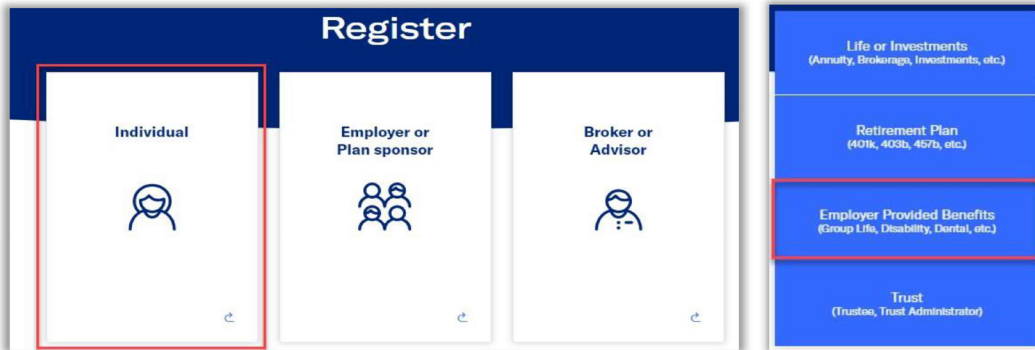 Register
Individual
Employer or
Plan sponsor
Broker or
Advisor
Life or Investments
(Annuity, Brokerage, Investments, etc.)
Retirement Plan
(401k, 403b, 457b, etc.)
Employer Provided Benefits
(Group Life, Disability, Dental, etc.)
Trust
(Trustee, Trust Administrator)